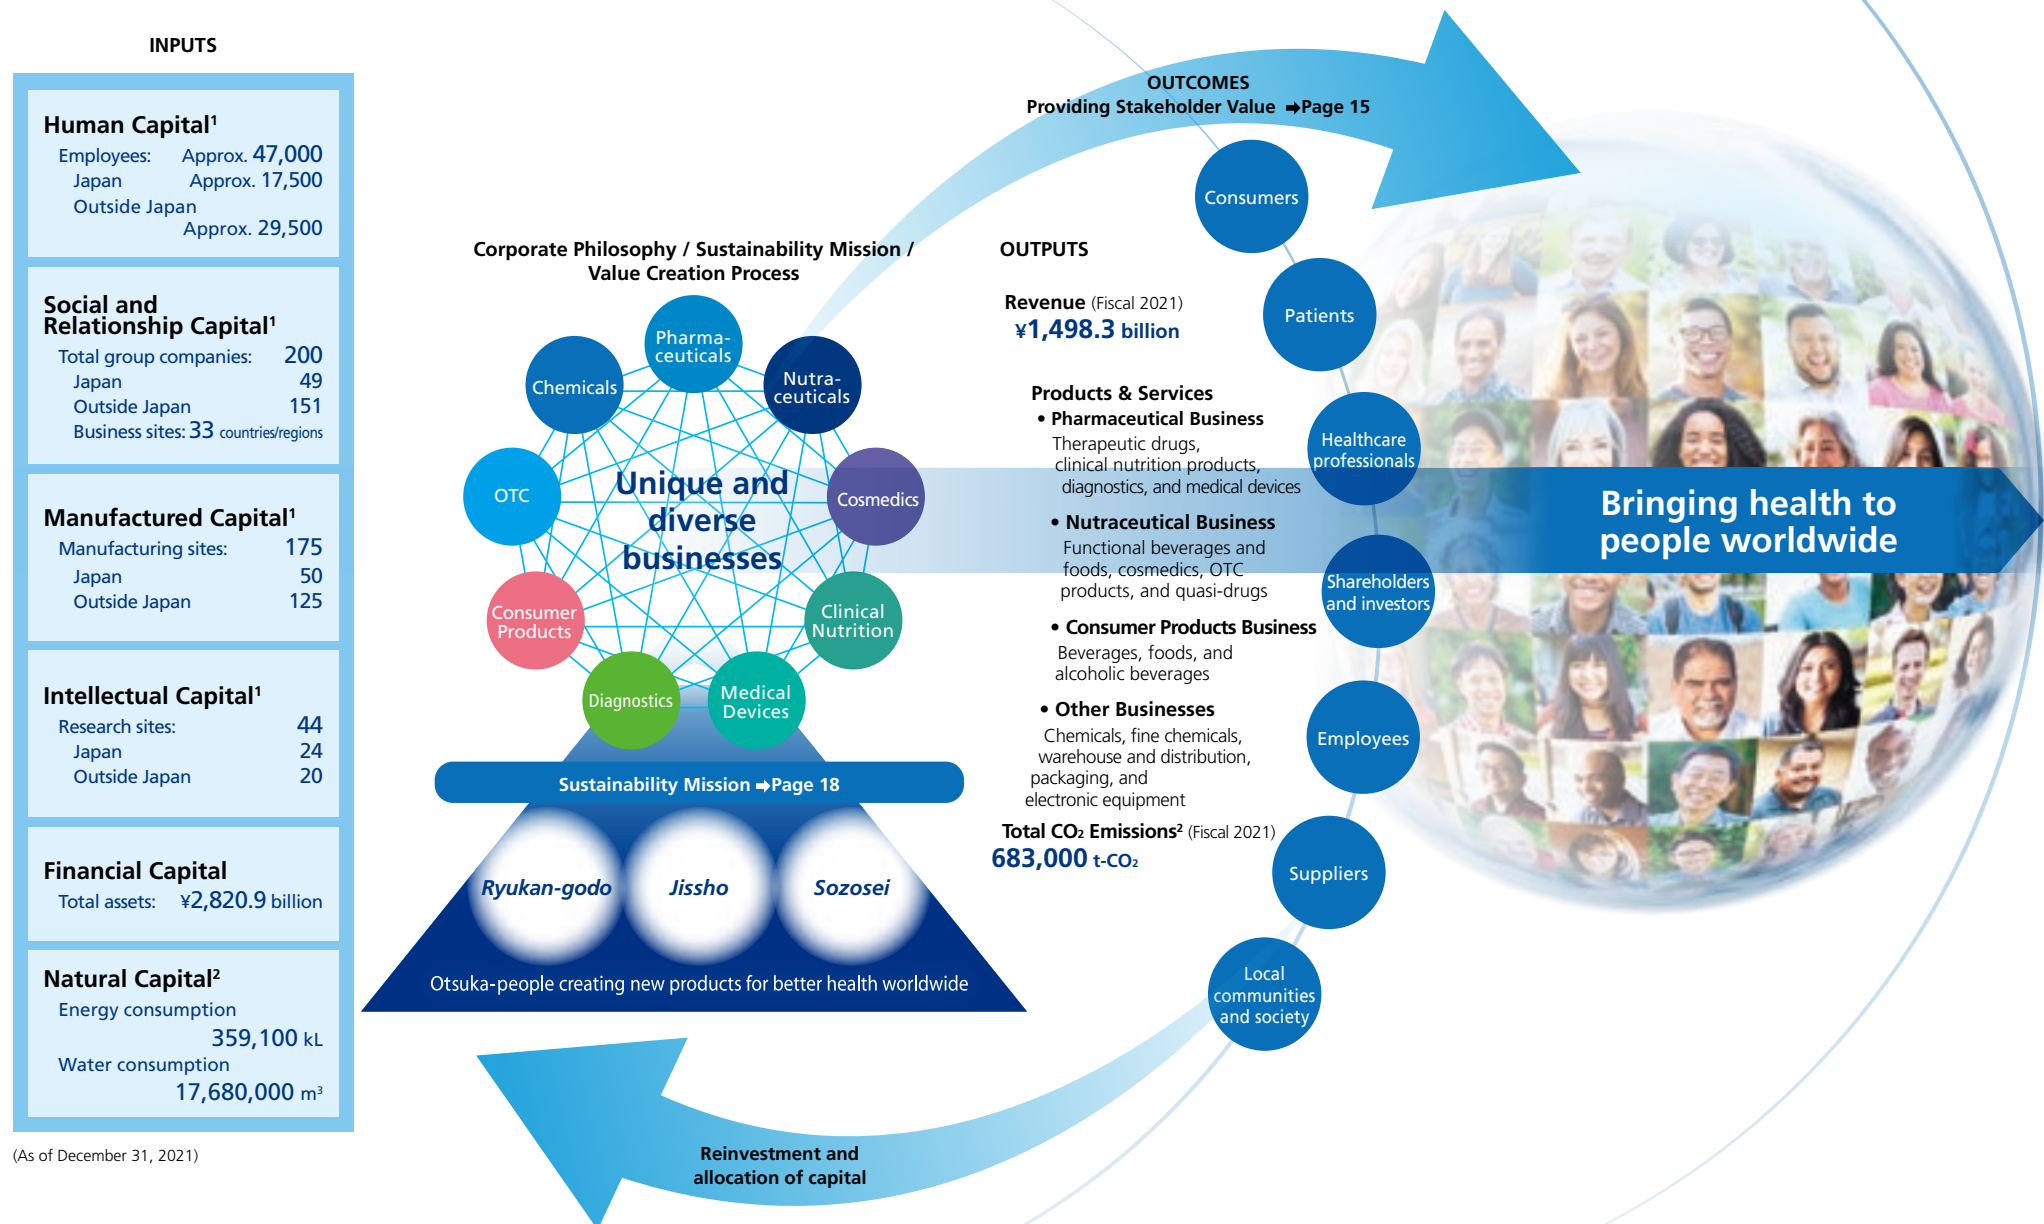 INPUTS
Human Capital¹
Employees: Approx. 47,000
Japan Approx. 17,500
Outside Japan
Approx. 29,500
Social and
Relationship Capital¹
Total group companies: 200
Japan 49
Outside Japan 151
Business sites: 33 countries/regions
Manufactured Capital¹
Manufacturing sites: 175
Japan 50
Outside Japan 125
Intellectual Capital¹
Research sites: 44
Japan 24
Outside Japan 20
Financial Capital
Total assets: ¥2,820.9 billion
Natural Capital²
Energy consumption
359,100 kL
Water consumption
17,680,000 m³
(As of December 31, 2021)
Corporate Philosophy / Sustainability Mission /
Value Creation Process
Pharma-
ceuticals
Nutra-
ceuticals
Chemicals
OTC
Cosmedics
Unique and
diverse
businesses
Consumer
Products
Clinical
Nutrition
Diagnostics
Medical
Devices
Sustainability Mission ➡Page 18
Ryukan-godo
Jissho
Sozosei
Otsuka-people creating new products for better health worldwide
Reinvestment and
allocation of capital
OUTCOMES
Providing Stakeholder Value ➡Page 15
OUTPUTS
Revenue (Fiscal 2021)
¥1,498.3 billion
Products & Services
• Pharmaceutical Business
Therapeutic drugs,
clinical nutrition products,
diagnostics, and medical devices
• Nutraceutical Business
Functional beverages and
foods, cosmetics, OTC
products, and quasi-drugs
• Consumer Products Business
Beverages, foods, and
alcoholic beverages
• Other Businesses
Chemicals, fine chemicals,
warehouse and distribution,
packaging, and
electronic equipment
Total CO₂ Emissions² (Fiscal 2021)
683,000 t-CO₂
Consumers
Patients
Healthcare
professionals
Shareholders
and investors
Employees
Suppliers
Local
communities
and society
Bringing health to
people worldwide